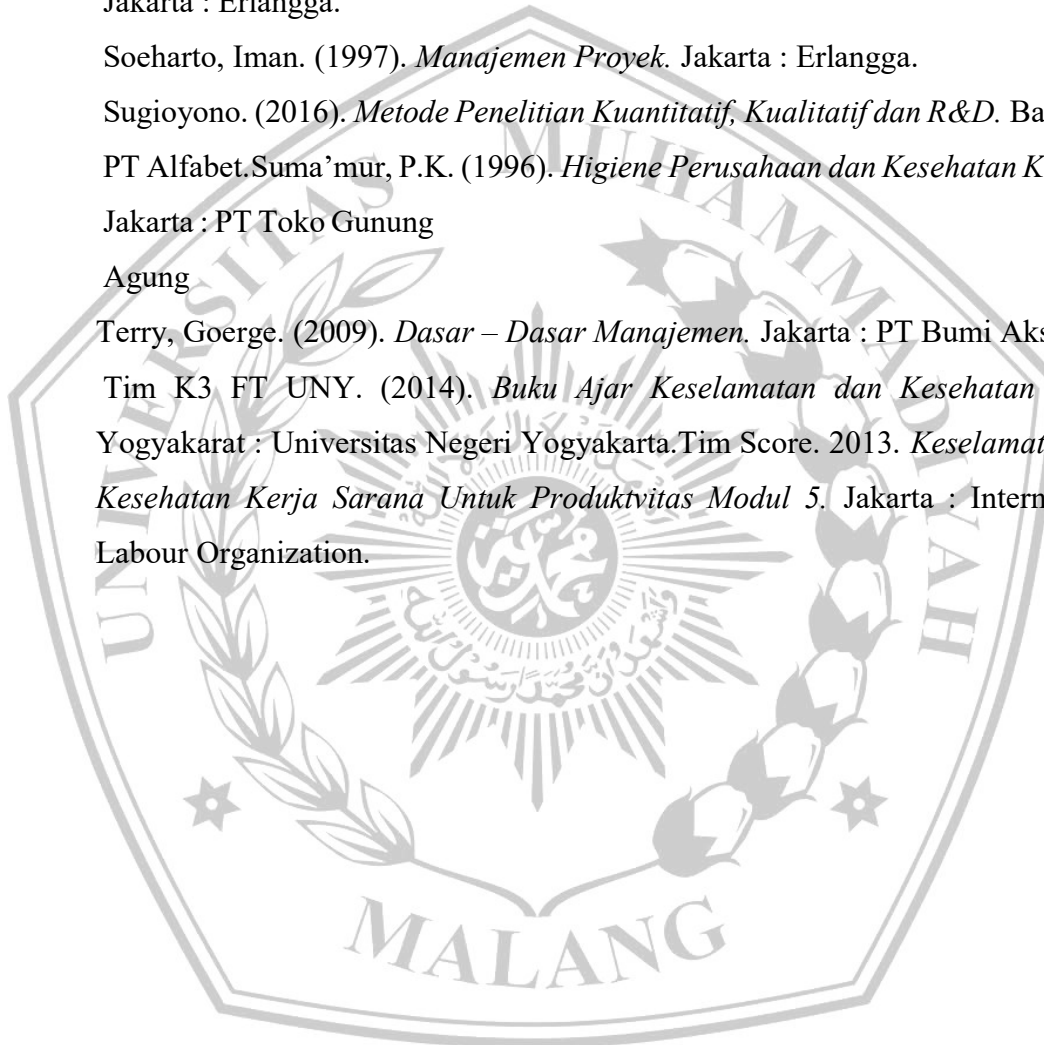 Jakarta : Erlangga.
Soeharto, Iman. (1997). Manajemen Proyek. Jakarta : Erlangga.
Sugioyono. (2016). Metode Penelitian Kuantitatif, Kualitatif dan R&D. Ba
PT Alfabet.Suma’mur, P.K. (1996). Higiene Perusahaan dan Kesehatan K
Jakarta : PT Toko Gunung
Agung
Terry, Goerge. (2009). Dasar – Dasar Manajemen. Jakarta : PT Bumi Aks
Tim K3 FT UNY. (2014). Buku Ajar Keselamatan dan Kesehatan
Yogyakarat : Universitas Negeri Yogyakarta.Tim Score. 2013. Keselamat
Kesehatan Kerja Sarana Untuk Produktvitas Modul 5. Jakarta : Intern
Labour Organization.
UNIVERSITAS MUHAMMADIYAH
MALANG